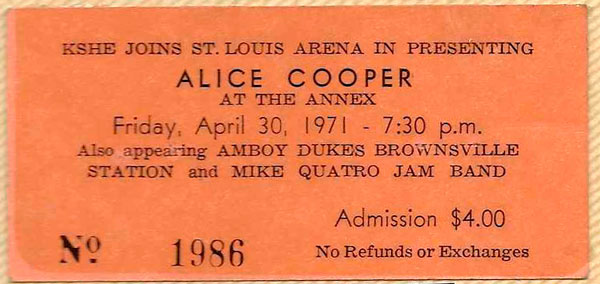 KSHE JOINS ST. LOUIS ARENA IN PRESENTING
ALICE COOPER
AT THE ANNEX
Friday, April 30, 1971 - 7:30 p.m.
Also appearing AMBOY DUKES BROWNSVILLE
STATION and MIKE QUATRO JAM BAND
Admission $4.00
Nº 1986
No Refunds or Exchanges